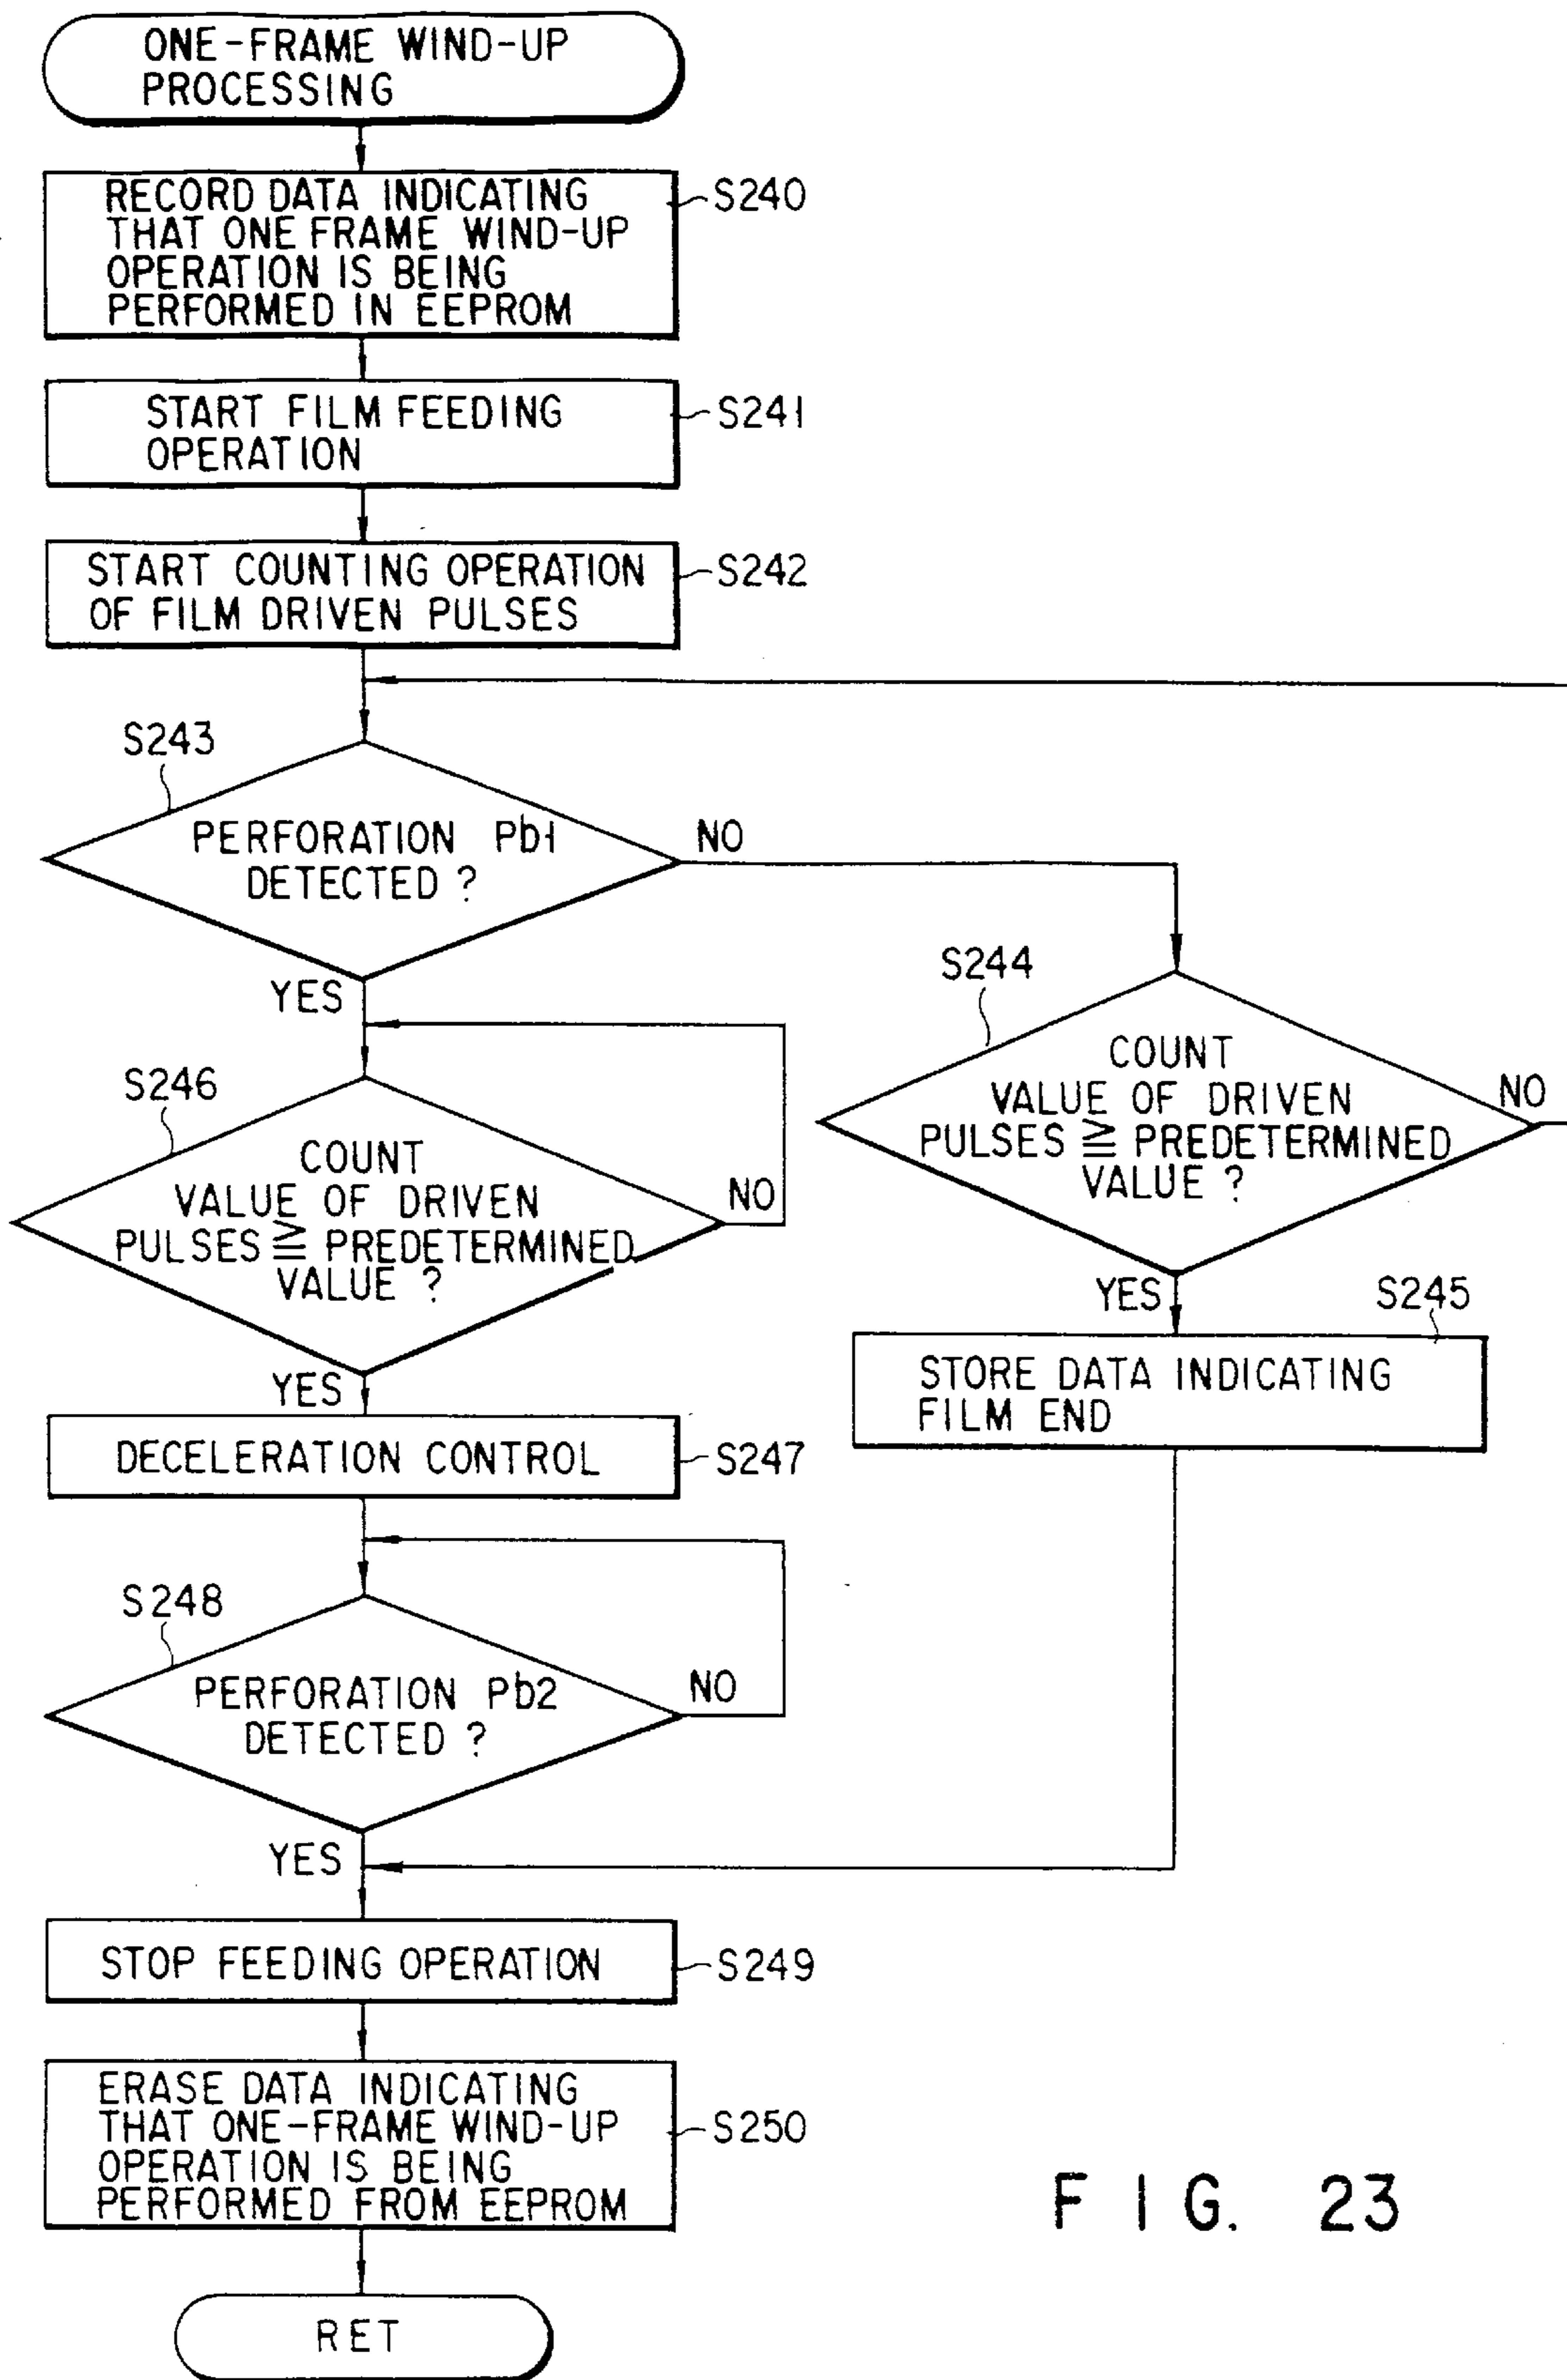 ONE-FRAME WIND-UP
PROCESSING
RECORD DATA INDICATING
THAT ONE FRAME WIND-UP
OPERATION IS BEING
PERFORMED IN EEPROM
S240
START FILM FEEDING
OPERATION
S241
START COUNTING OPERATION
OF FILM DRIVEN PULSES
S242
S243
PERFORATION Pb1
DETECTED ?
NO
YES
S244
COUNT
VALUE OF DRIVEN
PULSES ≧ PREDETERMINED
VALUE ?
NO
YES
S245
STORE DATA INDICATING
FILM END
S246
COUNT
VALUE OF DRIVEN
PULSES ≧ PREDETERMINED
VALUE ?
NO
YES
DECELERATION CONTROL
S247
S248
PERFORATION Pb2
DETECTED ?
NO
YES
STOP FEEDING OPERATION
S249
ERASE DATA INDICATING
THAT ONE-FRAME WIND-UP
OPERATION IS BEING
PERFORMED FROM EEPROM
S250
RET
FIG. 23